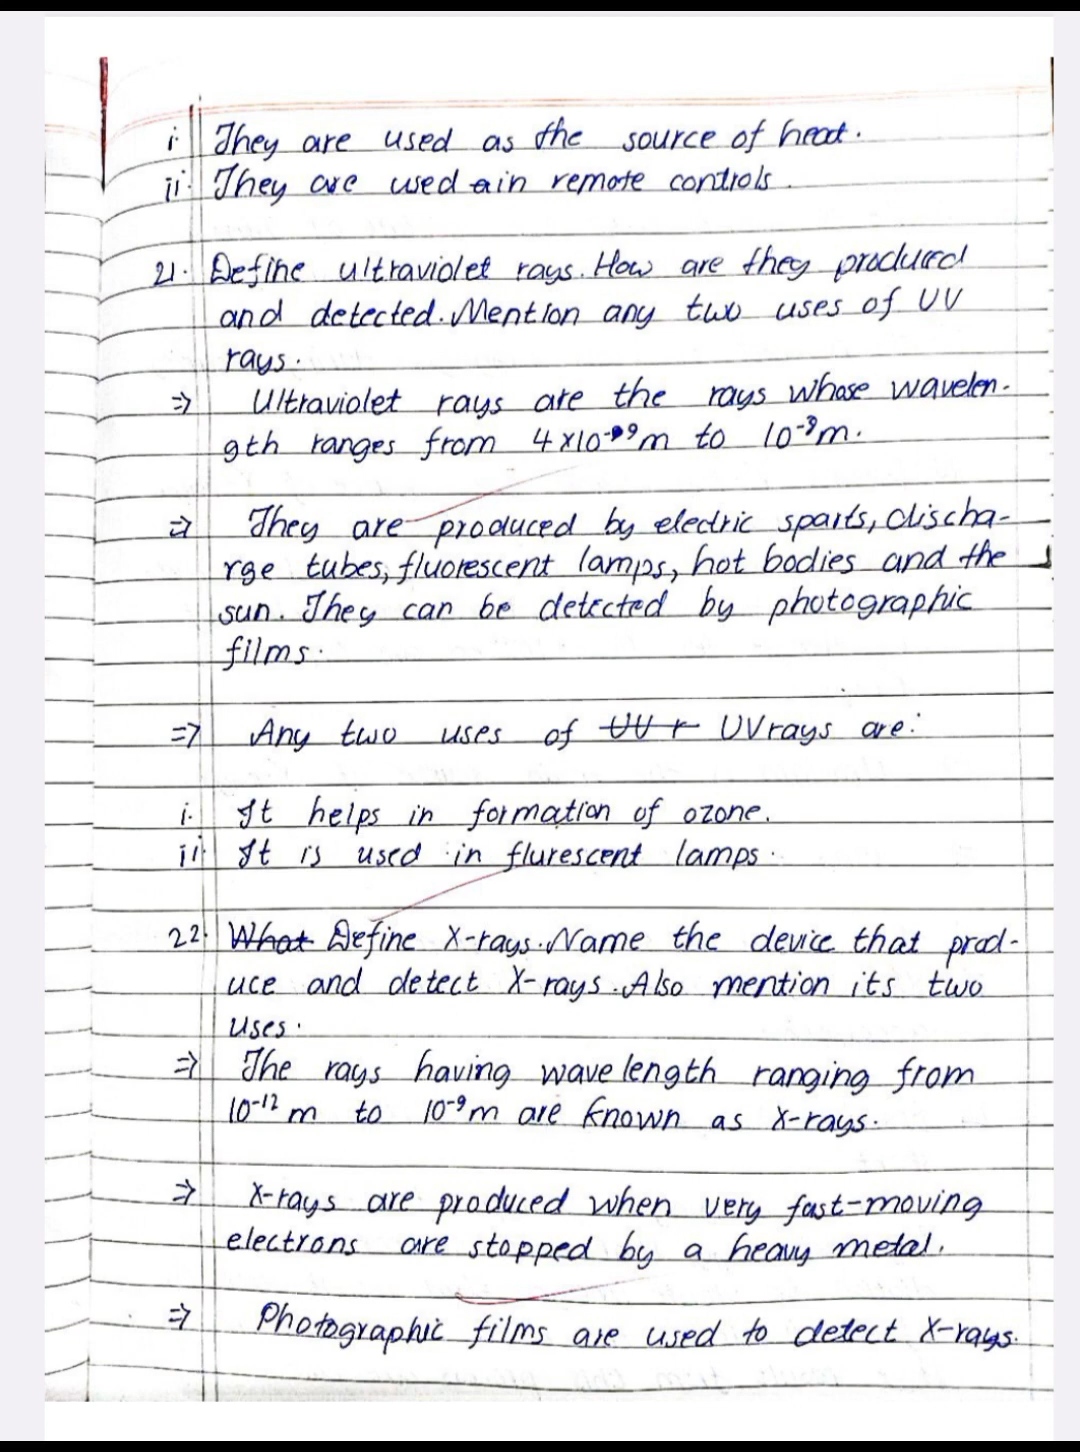 i. They are used as the source of heat.
ii. They are used in remote controls.
21. Define ultraviolet rays. How are they produced
and detected. Mention any two uses of UV
rays.
⇒ Ultraviolet rays are the rays whose wavelen-
gth ranges from 4×10⁻⁹m to 10⁻⁸m.
⇒ They are produced by electric sparts, discha-
rge tubes, fluorescent lamps, hot bodies and the
sun. They can be detected by photographic
films.
⇒ Any two uses of UV r UV rays are:
i. It helps in formation of ozone.
ii. It is used in flurescent lamps.
22. What Define X-rays. Name the device that prod-
uce and detect X-rays. Also mention its two
uses.
⇒ The rays having wave length ranging from
10⁻¹² m to 10⁻⁹m are known as X-rays.
⇒ X-rays are produced when very fast-moving
electrons are stopped by a heavy metal.
⇒ Photographic films are used to detect X-rays.